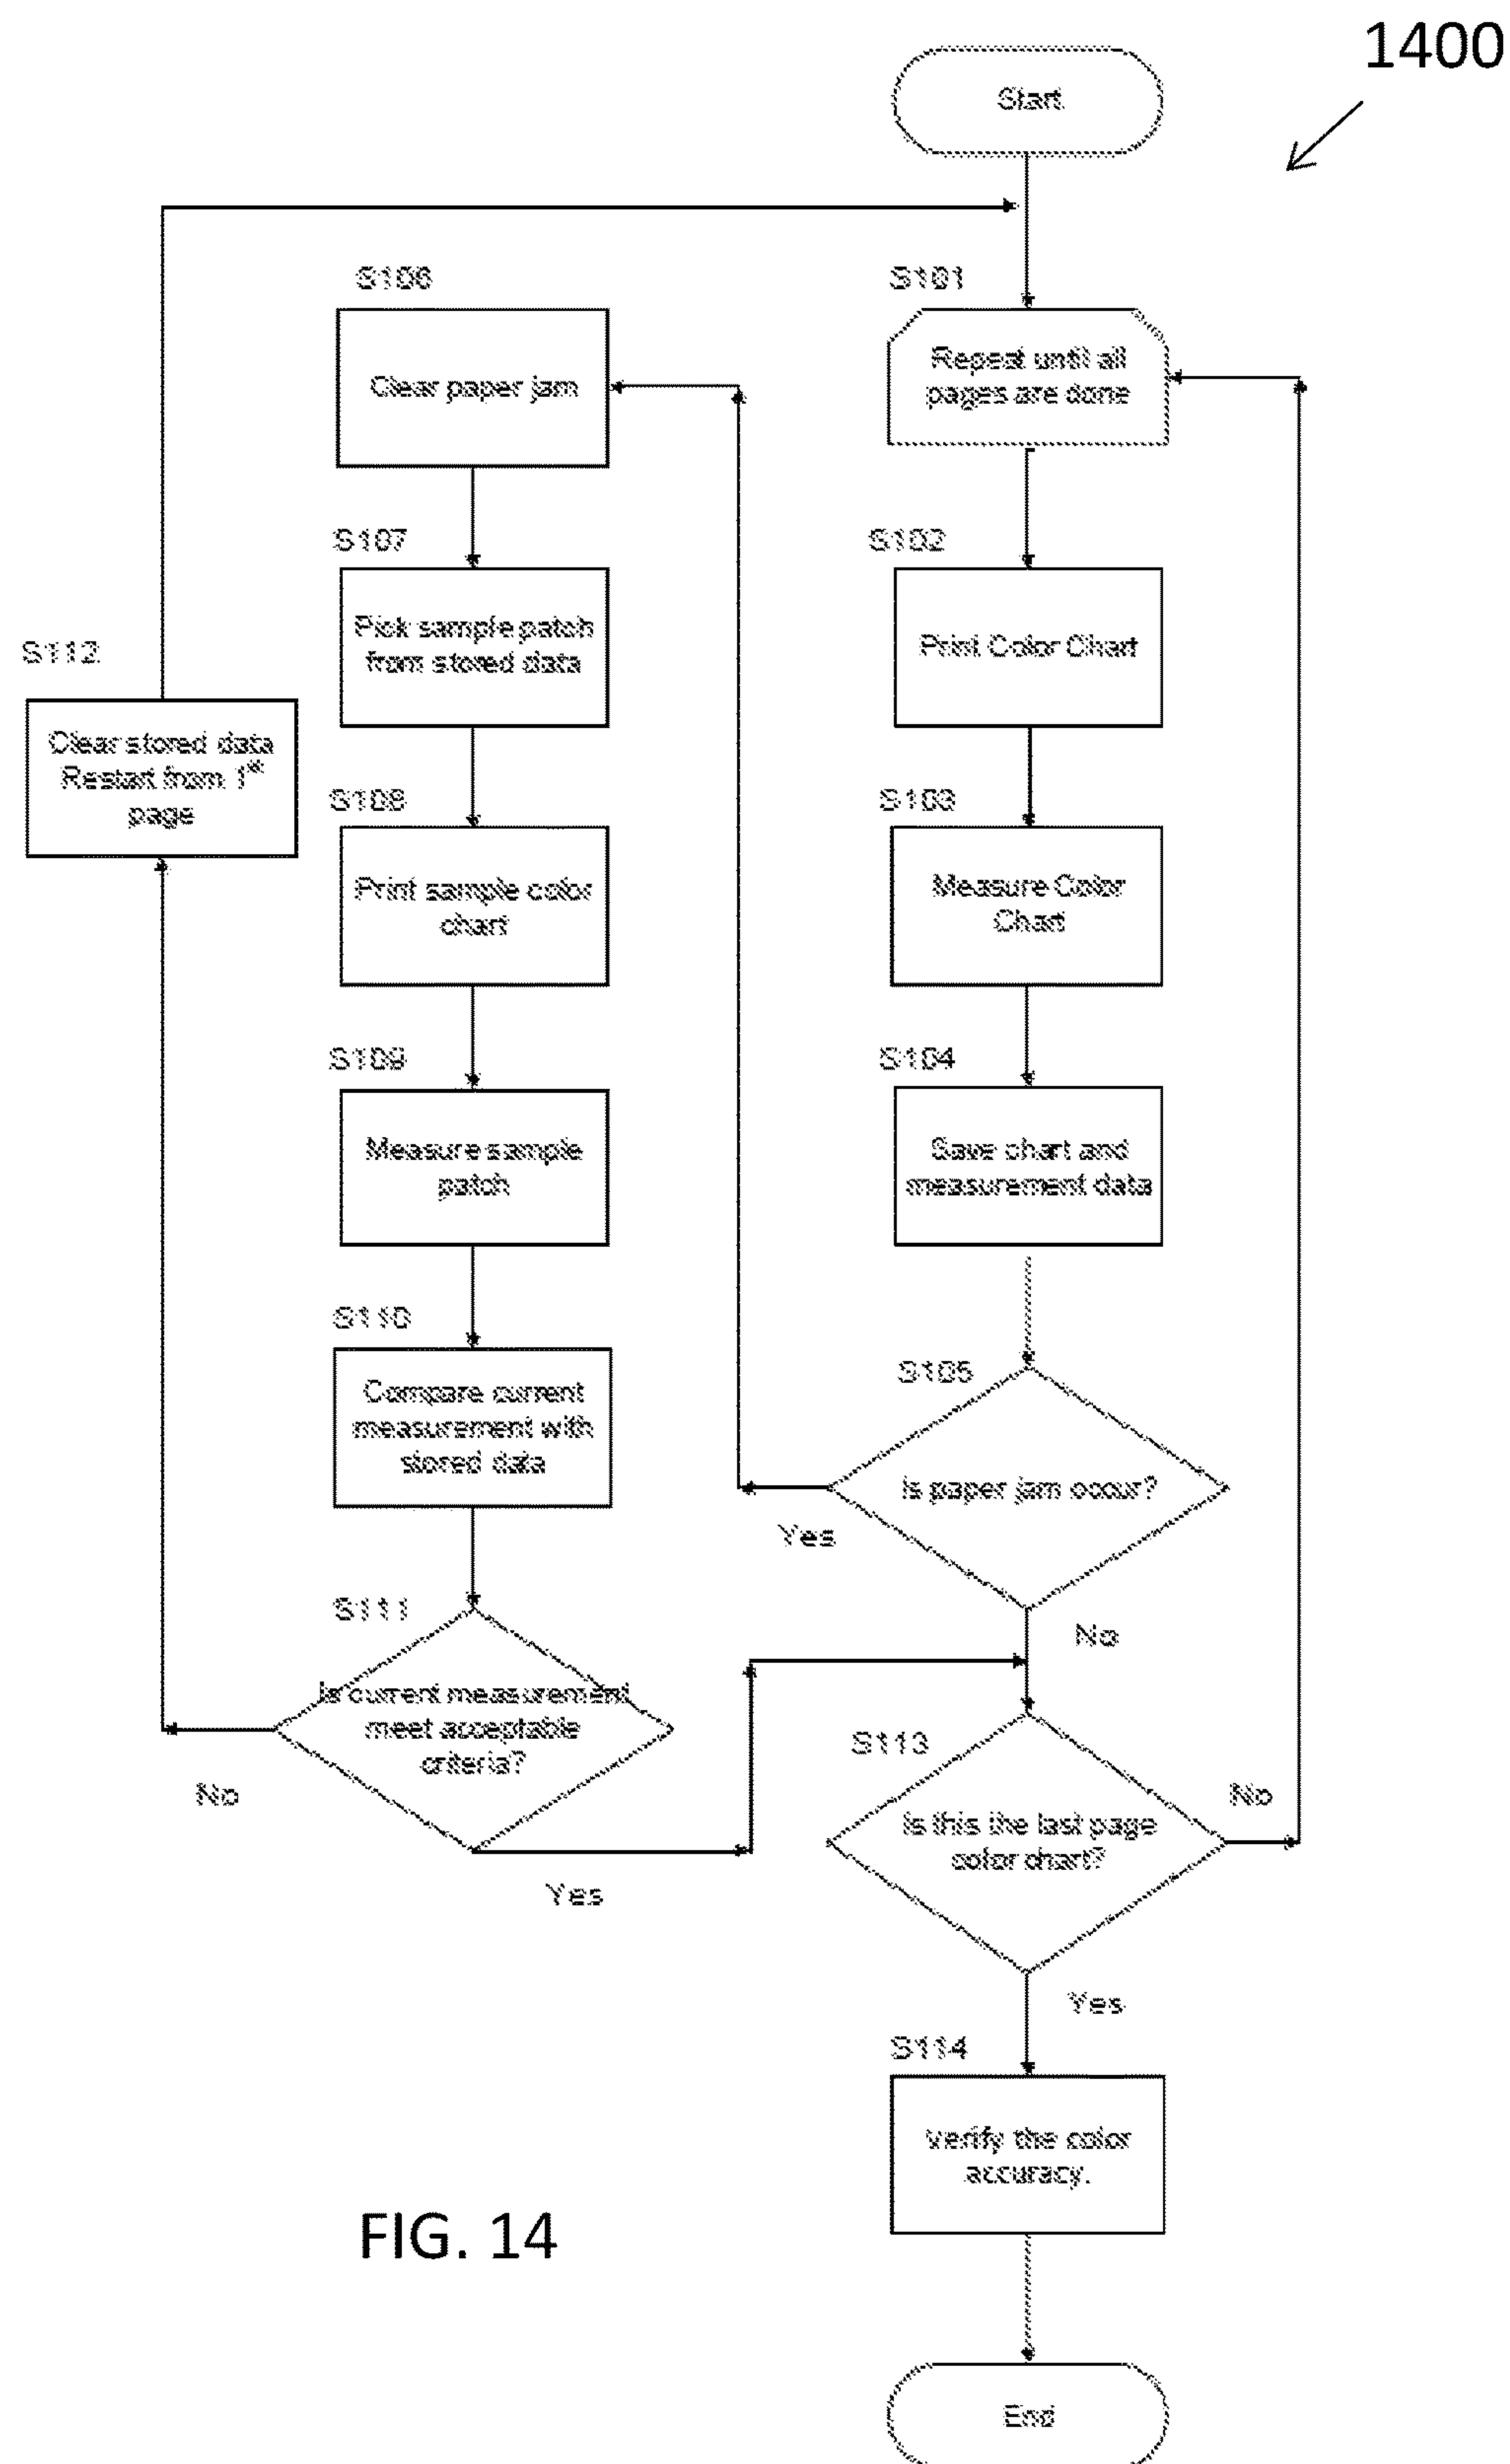 1400
Start
S106
S101
Clear paper jam
Repeat until all
pages are done
S107
S102
Pick sample patch
from stored data
Print Color Chart
S112
Clear stored data
Restart from 1st
page
S108
S103
Print sample color
chart
Measure Color
Chart
S109
S104
Measure sample
patch
Save chart and
measurement data
S110
S105
Compare current
measurement with
stored data
Is paper jam occur?
Yes
No
S111
Is current measurement
meet acceptable
criteria?
No
Yes
S113
Is this the last page
color chart?
No
Yes
S114
Verify the color
accuracy.
FIG. 14
End